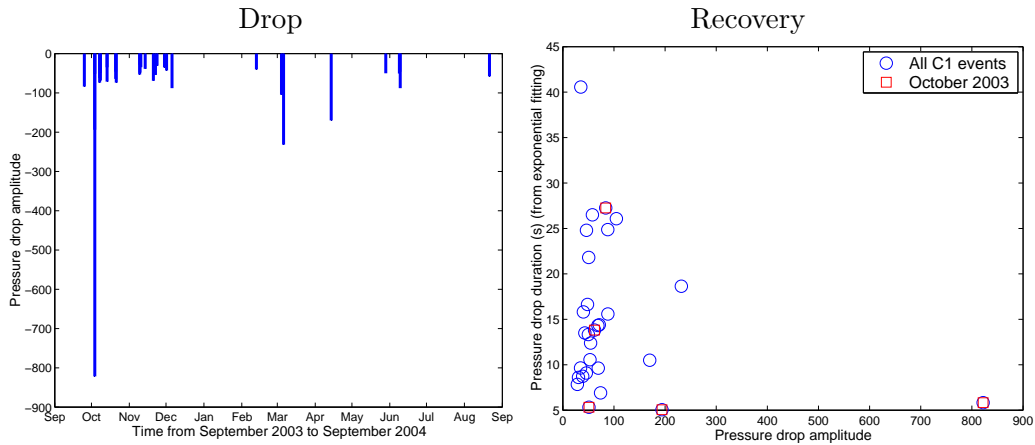 Drop
0
−100
−200
−300
−400
−500
−600
−700
−800
−900
Pressure drop amplitude
Sep Oct Nov Dec Jan Feb Mar Apr May Jun Jul Aug Sep
Time from September 2003 to September 2004
Recovery
45
40
35
30
25
20
15
10
5
Pressure drop duration (s) (from exponential fitting)
All C1 events
October 2003
0 100 200 300 400 500 600 700 800 900
Pressure drop amplitude